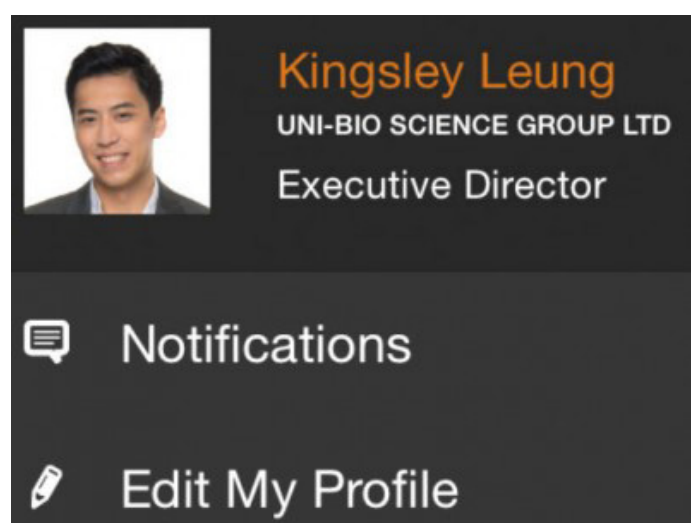 Kingsley Leung
UNI-BIO SCIENCE GROUP LTD
Executive Director
Notifications
Edit My Profile